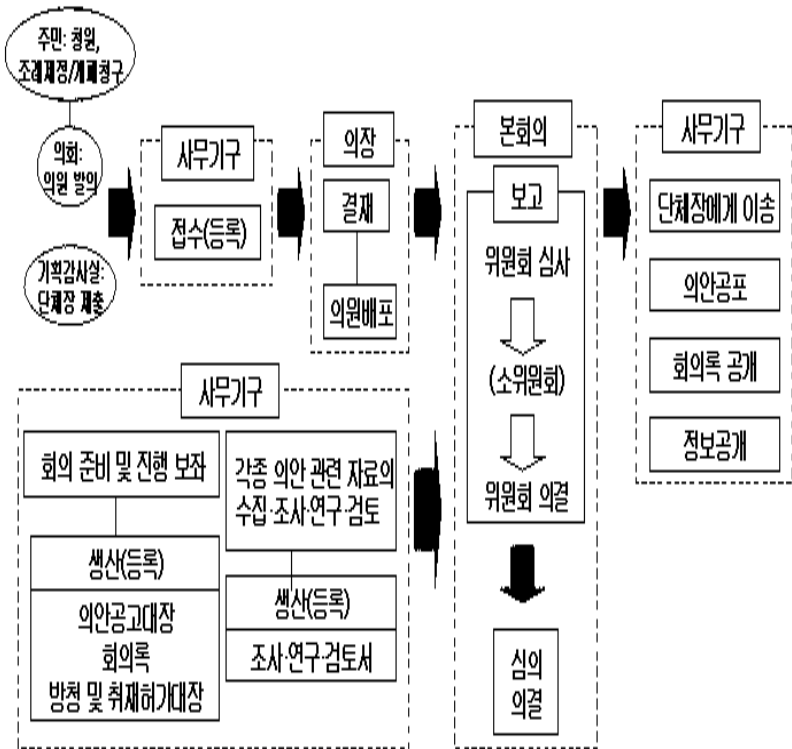 주민: 청원,
조례제정/개폐청구
의회:
의원 발의
기획감사실:
단체장 제출
사무기구
접수(등록)
의장
결재
의원배포
본회의
보고
위원회 심사
(소위원회)
위원회 의결
심의
의결
사무기구
단체장에게 이송
의안공포
회의록 공개
정보공개
사무기구
회의 준비 및 진행 보좌
생산(등록)
의안공고대장
회의록
방청 및 취재허가대장
각종 의안 관련 자료의
수집·조사·연구·검토
생산(등록)
조사·연구·검토서